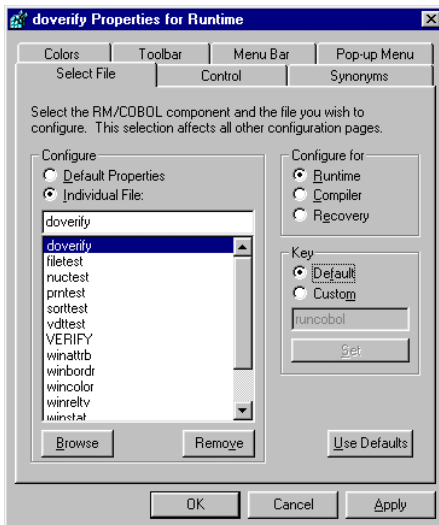 doverify Properties for Runtime
Colors Toolbar Menu Bar Pop-up Menu
Select File Control Synonyms
Select the RM/COBOL component and the file you wish to
configure. This selection affects all other configuration pages.
Configure
Default Properties
Individual File:
doverify
doverify
filetest
nuctest
prntest
sorttest
vdttest
VERIFY
winattrb
winbordr
wincolor
winreltv
winstat
Browse Remove
Configure for
Runtime
Compiler
Recovery
Key
Default
Custom
runcobol
Set
Use Defaults
OK Cancel Apply